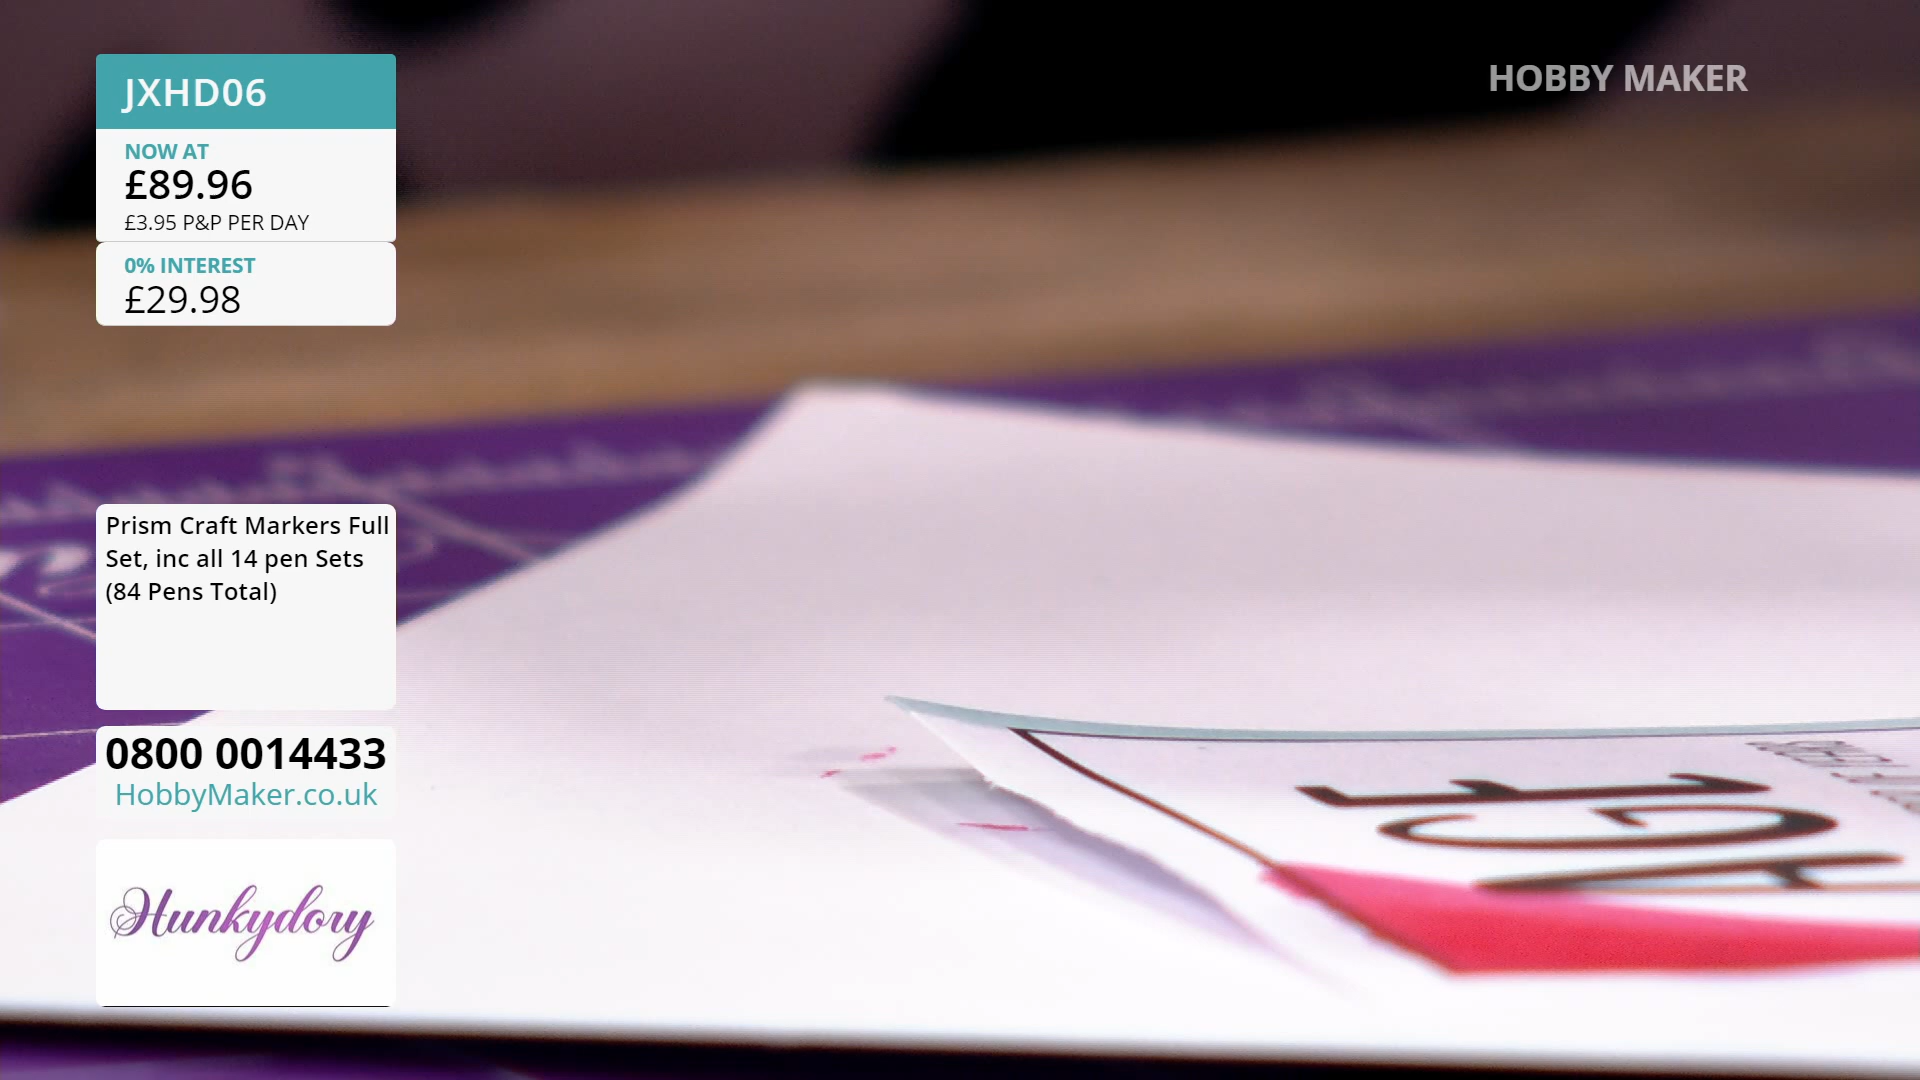 JXHD06
NOW AT
£89.96
£3.95 P&P PER DAY
0% INTEREST
£29.98
Prism Craft Markers Full
Set, inc all 14 pen Sets
(84 Pens Total)
0800 0014433
HobbyMaker.co.uk
Hunkydory
HOBBY MAKER